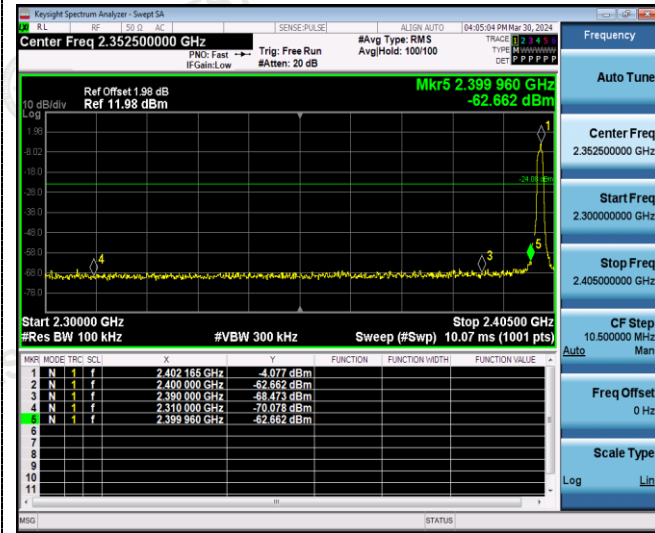 Keysight Spectrum Analyzer - Swept SA
RL RF 50 Ω AC SENSE:PULSE ALIGN AUTO 04:05:04 PM Mar 30, 2024
Center Freq 2.352500000 GHz
PNO: Fast Trig: Free Run
IFGain:Low #Atten: 20 dB
#Avg Type: RMS
Avg|Hold: 100/100
TRACE 1 2 3 4 5 6
TYPE M W W W W W
DET P P P P P P
Ref Offset 1.98 dB
10 dB/div Ref 11.98 dBm
Log
Mkr5 2.399 960 GHz
-62.662 dBm
1.98
-8.02
-18.0
-28.0
-38.0
-48.0
-58.0
-68.0
-78.0
1
-24.08 dBm
4
3
5
Start 2.30000 GHz Stop 2.40500 GHz
#Res BW 100 kHz #VBW 300 kHz Sweep (#Swp) 10.07 ms (1001 pts)
MKR MODE TRC SCL X Y FUNCTION FUNCTION WIDTH FUNCTION VALUE
1 N 1 f 2.402 165 GHz -4.077 dBm
2 N 1 f 2.400 000 GHz -62.662 dBm
3 N 1 f 2.390 000 GHz -68.473 dBm
4 N 1 f 2.310 000 GHz -70.078 dBm
5 N 1 f 2.399 960 GHz -62.662 dBm
6
7
8
9
10
11
MSG STATUS
Frequency
Auto Tune
Center Freq
2.352500000 GHz
Start Freq
2.300000000 GHz
Stop Freq
2.405000000 GHz
CF Step
10.500000 MHz
Auto Man
Freq Offset
0 Hz
Scale Type
Log Lin